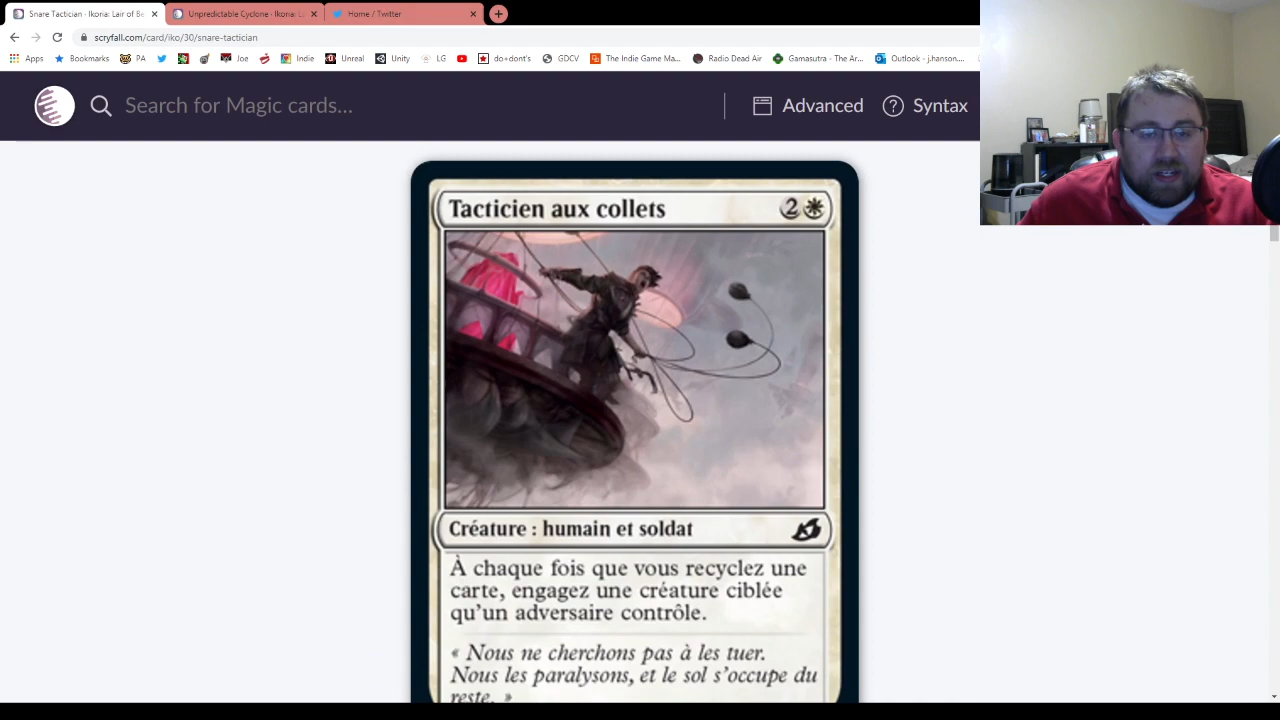 Snare Tactician · Ikoria: Lair of Be
Unpredictable Cyclone · Ikoria: L
Home / Twitter
scryfall.com/card/iko/30/snare-tactician
Apps Bookmarks PA Joe Indie Unreal Unity LG do+dont's GDCV The Indie Game Ma... Radio Dead Air Gamasutra - The Ar... Outlook - j.hanson...
Search for Magic cards... Advanced Syntax
Tacticien aux collets 2
Créature : humain et soldat
À chaque fois que vous recyclez une
carte, engagez une créature ciblée
qu'un adversaire contrôle.
« Nous ne cherchons pas à les tuer.
Nous les paralysons, et le sol s'occupe du
reste. »